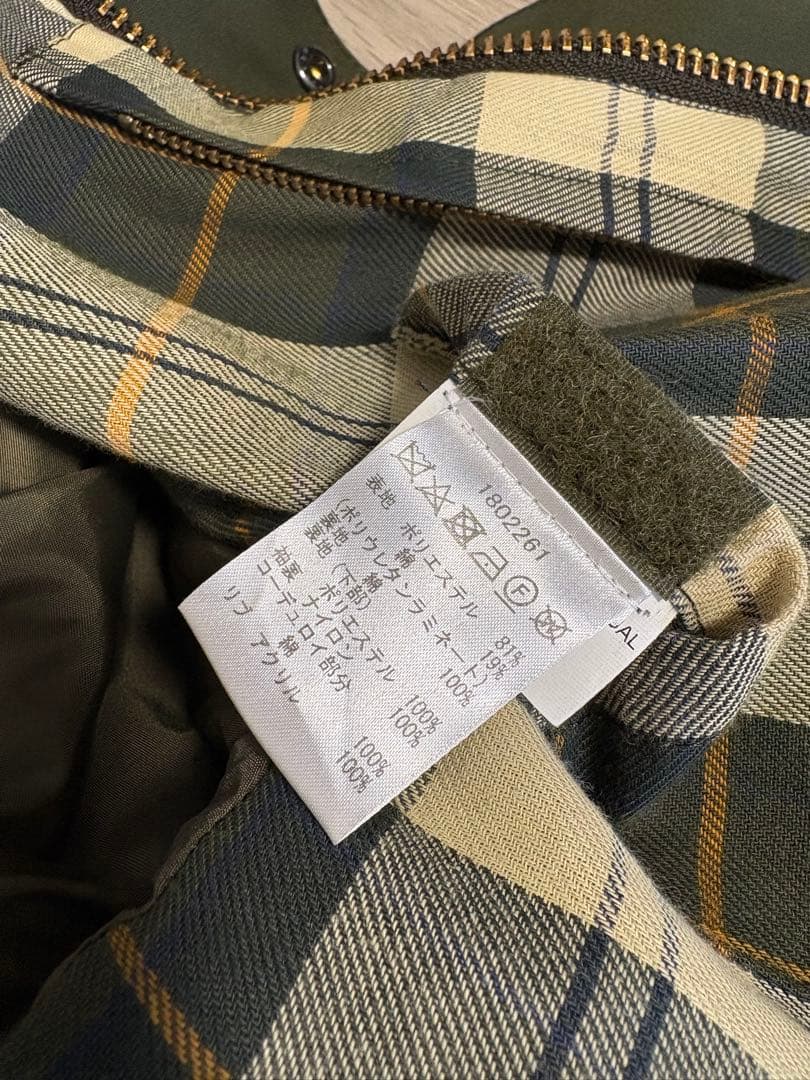 1802261
F
表地 ポリエステル 81%
綿 19%
(ポリウレタンラミネート)
裏地 綿 100%
裏地 (下部) ポリエステル 100%
袖裏 ナイロン 100%
コーデュロイ部分
綿 100%
リブ アクリル 100%